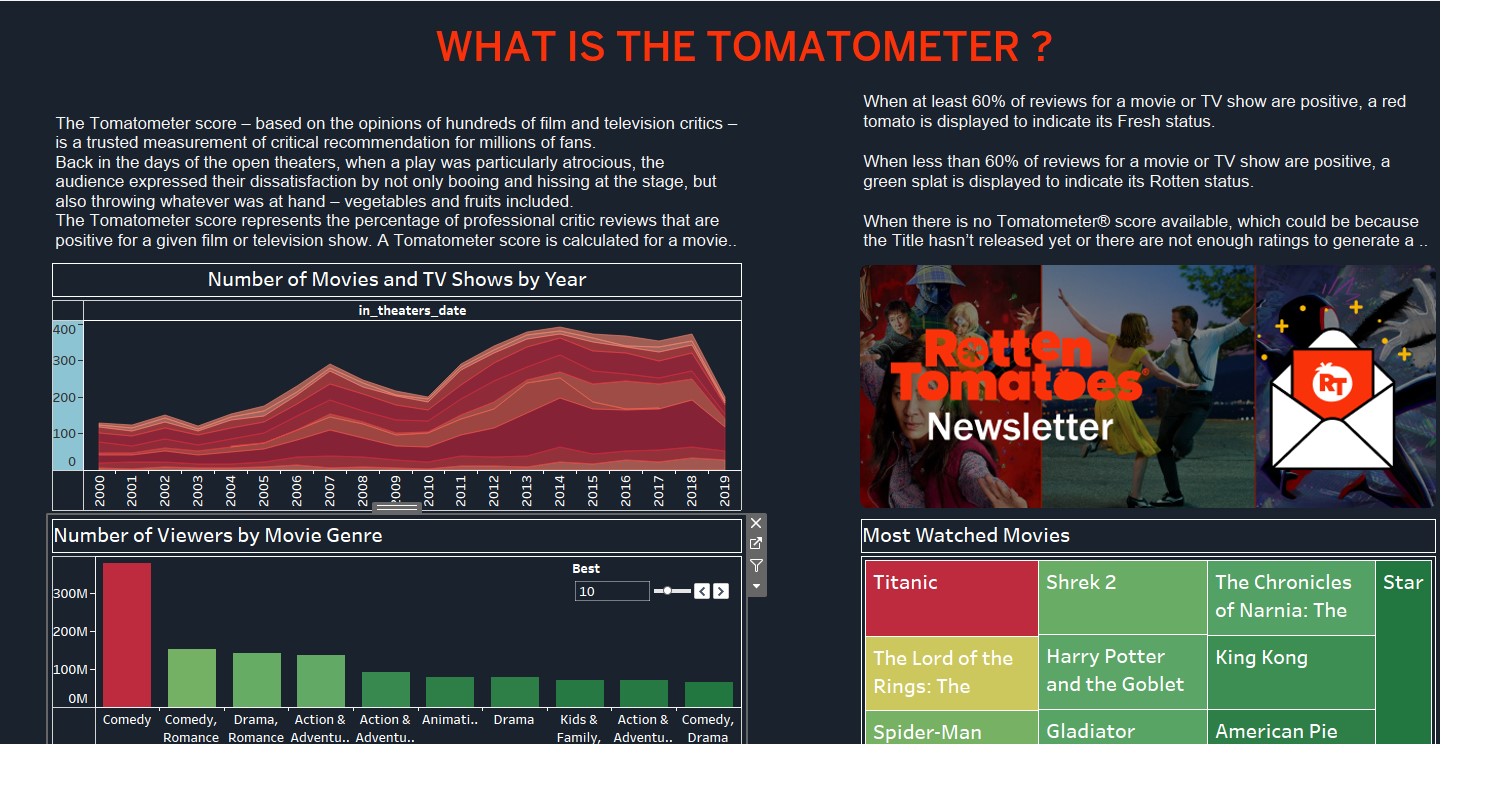 WHAT IS THE TOMATOMETER ?
The Tomatometer score – based on the opinions of hundreds of film and television critics –
is a trusted measurement of critical recommendation for millions of fans.
Back in the days of the open theaters, when a play was particularly atrocious, the
audience expressed their dissatisfaction by not only booing and hissing at the stage, but
also throwing whatever was at hand – vegetables and fruits included.
The Tomatometer score represents the percentage of professional critic reviews that are
positive for a given film or television show. A Tomatometer score is calculated for a movie..
When at least 60% of reviews for a movie or TV show are positive, a red
tomato is displayed to indicate its Fresh status.
When less than 60% of reviews for a movie or TV show are positive, a
green splat is displayed to indicate its Rotten status.
When there is no Tomatometer® score available, which could be because
the Title hasn’t released yet or there are not enough ratings to generate a ..
Number of Movies and TV Shows by Year
in_theaters_date
400
300
200
100
0
2000 2001 2002 2003 2004 2005 2006 2007 2008 2009 2010 2011 2012 2013 2014 2015 2016 2017 2018 2019
Rotten
Tomatoes®
Newsletter
RT
Number of Viewers by Movie Genre
Best
10
300M
200M
100M
0M
Comedy
Comedy,
Romance
Drama,
Romance
Action &
Adventu..
Action &
Adventu..
Animati..
Drama
Kids &
Family,
Action &
Adventu..
Comedy,
Drama
Most Watched Movies
Titanic
The Lord of the
Rings: The
Spider-Man
Shrek 2
Harry Potter
and the Goblet
Gladiator
The Chronicles
of Narnia: The
King Kong
American Pie
Star